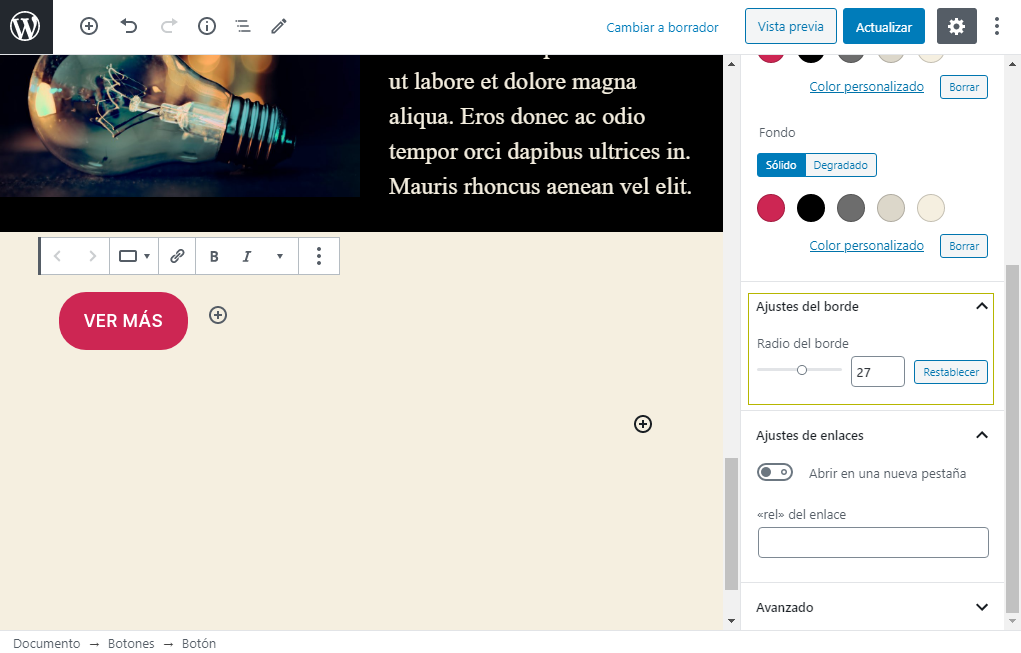 Cambiar a borrador
Vista previa
Actualizar
ut labore et dolore magna
aliqua. Eros donec ac odio
tempor orci dapibus ultrices in.
Mauris rhoncus aenean vel elit.
B I
VER MÁS
Color personalizado
Borrar
Fondo
Sólido
Degradado
Color personalizado
Borrar
Ajustes del borde
Radio del borde
27
Restablecer
Ajustes de enlaces
Abrir en una nueva pestaña
«rel» del enlace
Avanzado
Documento → Botones → Botón